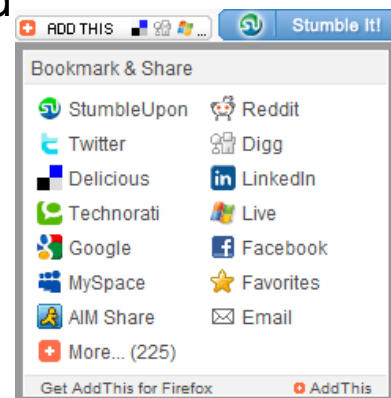 ADD THIS ... Stumble It!
Bookmark & Share
StumbleUpon Reddit
Twitter Digg
Delicious LinkedIn
Technorati Live
Google Facebook
MySpace Favorites
AIM Share Email
More... (225)
Get AddThis for Firefox AddThis